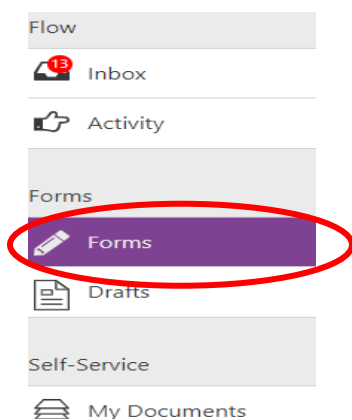 Flow
13
Inbox
Activity
Forms
Forms
Drafts
Self-Service
My Documents